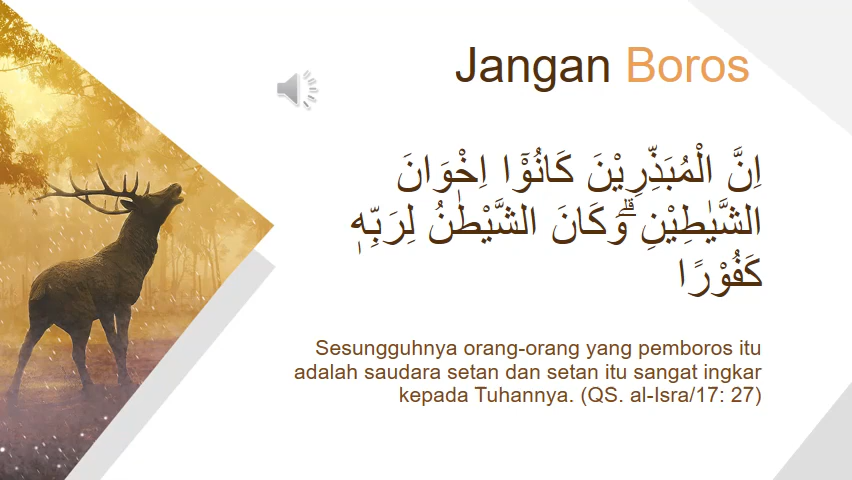 Jangan Boros
اِنَّ الْمُبَذِّرِيْنَ كَانُوْٓا اِخْوَانَ
الشَّيٰطِيْنِ ۗوَكَانَ الشَّيْطٰنُ لِرَبِّهٖ
كَفُوْرًا
Sesungguhnya orang-orang yang pemboros itu
adalah saudara setan dan setan itu sangat ingkar
kepada Tuhannya. (QS. al-Isra/17: 27)